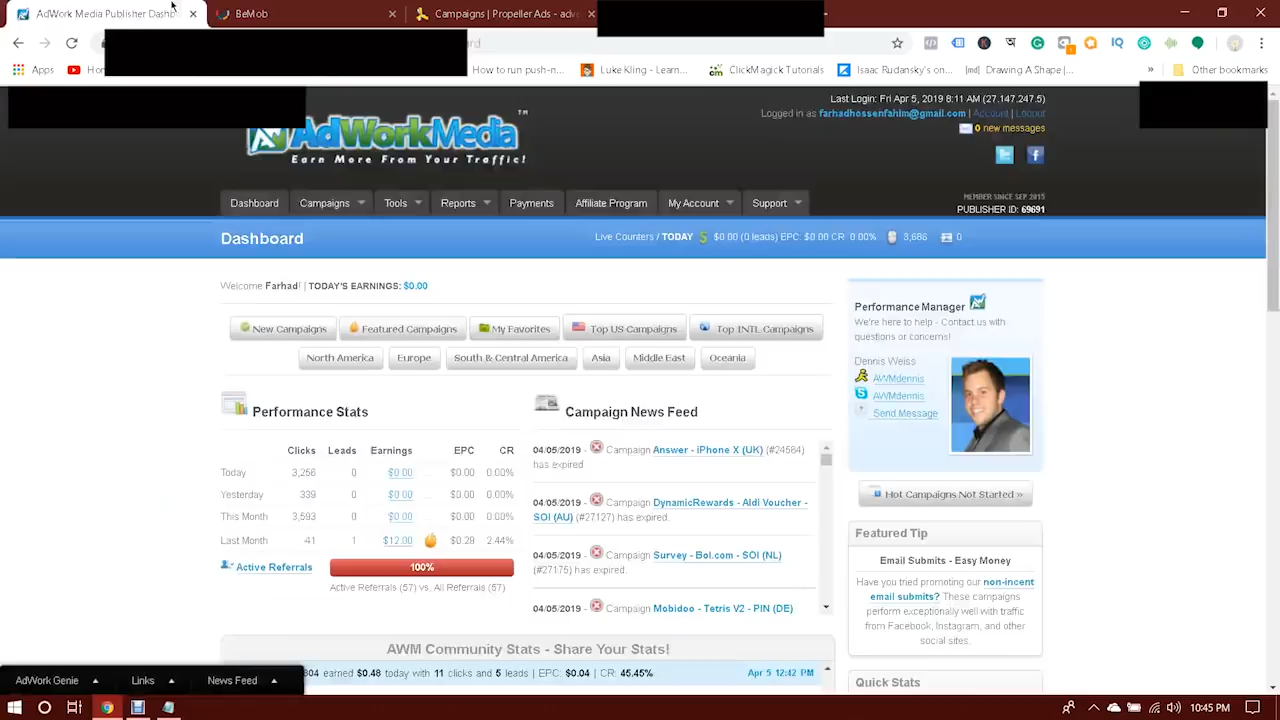 AdWork Media Publisher Dashb
BeMob
Campaigns | Propeller Ads - adv
Apps
How to run push-n...
Luke Kling - Learn...
ClickMagick Tutorials
Isaac Rudansky's on...
Drawing A Shape |...
»
Other bookmarks
Last Login: Fri Apr 5, 2019 8:11 AM (27.147.247.5)
Logged in as farhadhossenfahim@gmail.com | Account | Logout
0 new messages
AdWorkMedia™
Earn More From Your Traffic!
MEMBER SINCE SEP 2015
PUBLISHER ID: 69691
Dashboard
Campaigns
Tools
Reports
Payments
Affiliate Program
My Account
Support
Dashboard
Live Counters / TODAY $0.00 (0 leads) EPC: $0.00 CR: 0.00% 3,686 0
Welcome Farhad! | TODAY'S EARNINGS: $0.00
New Campaigns
Featured Campaigns
My Favorites
Top US Campaigns
Top INTL Campaigns
North America
Europe
South & Central America
Asia
Middle East
Oceania
Performance Stats
Clicks Leads Earnings EPC CR
Today 3,256 0 $0.00 $0.00 0.00%
Yesterday 339 0 $0.00 $0.00 0.00%
This Month 3,593 0 $0.00 $0.00 0.00%
Last Month 41 1 $12.00 $0.28 2.44%
Active Referrals
100%
Active Referrals (57) vs. All Referrals (57)
Campaign News Feed
04/05/2019 - Campaign Answer - iPhone X (UK) (#24584)
has expired
04/05/2019 - Campaign DynamicRewards - Aldi Voucher -
SOI (AU) (#27127) has expired.
04/05/2019 - Campaign Survey - Bol.com - SOI (NL)
(#27175) has expired.
04/05/2019 - Campaign Mobidoo - Tetris V2 - PIN (DE)
Performance Manager
We're here to help - Contact us with
questions or concerns!
Dennis Weiss
AWMdennis
AWMdennis
Send Message
Hot Campaigns Not Started »
Featured Tip
Email Submits - Easy Money
Have you tried promoting our non-incent
email submits? These campaigns
perform exceptionally well with traffic
from Facebook, Instagram, and other
social sites.
Quick Stats
AWM Community Stats - Share Your Stats!
304 earned $0.48 today with 11 clicks and 5 leads | EPC: $0.04 | CR: 45.45%
Apr 5 12:42 PM
AdWork Genie
Links
News Feed
10:45 PM